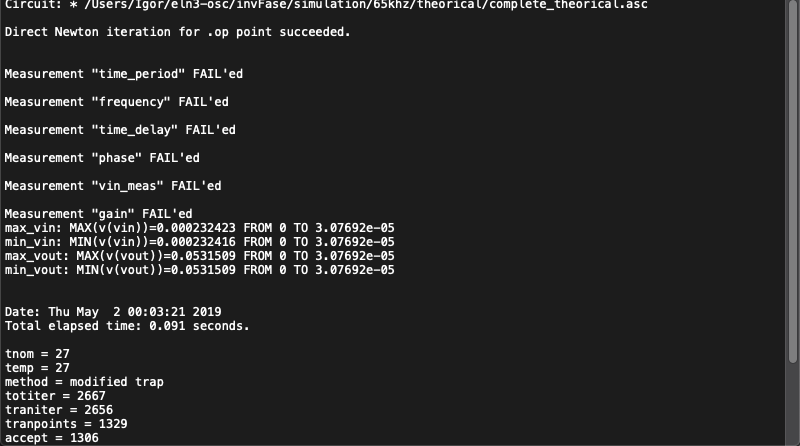 Circuit: * /Users/Igor/eln3-osc/invFase/simulation/65khz/theorical/complete_theorical.asc
Direct Newton iteration for .op point succeeded.
Measurement "time_period" FAIL'ed
Measurement "frequency" FAIL'ed
Measurement "time_delay" FAIL'ed
Measurement "phase" FAIL'ed
Measurement "vin_meas" FAIL'ed
Measurement "gain" FAIL'ed
max_vin: MAX(v(vin))=0.000232423 FROM 0 TO 3.07692e-05
min_vin: MIN(v(vin))=0.000232416 FROM 0 TO 3.07692e-05
max_vout: MAX(v(vout))=0.0531509 FROM 0 TO 3.07692e-05
min_vout: MIN(v(vout))=0.0531509 FROM 0 TO 3.07692e-05
Date: Thu May  2 00:03:21 2019
Total elapsed time: 0.091 seconds.
tnom = 27
temp = 27
method = modified trap
totiter = 2667
traniter = 2656
tranpoints = 1329
accept = 1306